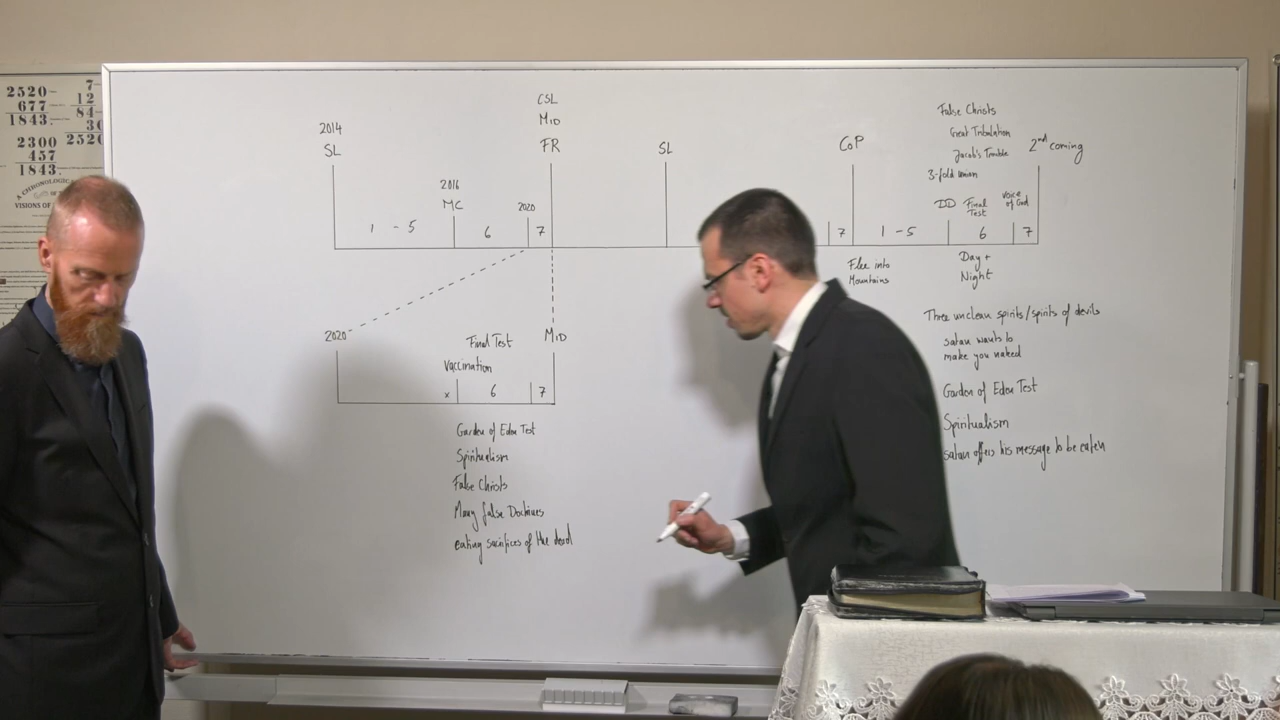 2520
677
1843.
2300
457
1843.
7
12
84
30
2520
A CHRONOLOGIC
VISIONS OF
2014
SL
2016
MC
2020
CSL
MID
FR
SL
CoP
False Christs
Great Tribulation
Jacob's Trouble
3-fold union
2nd coming
DD
Final Test
Voice of God
1 - 5
6
7
7
1 - 5
6
7
Flee into
Mountains
Day +
Night
2020
Final Test
Vaccination
MID
x
6
7
Garden of Eden Test
Spiritualism
False Christs
Many false Doctrines
eating sacrifices of the dead
Three unclean spirits/spirits of devils
satan wants to
make you naked
Garden of Eden Test
Spiritualism
satan offers his message to be eaten